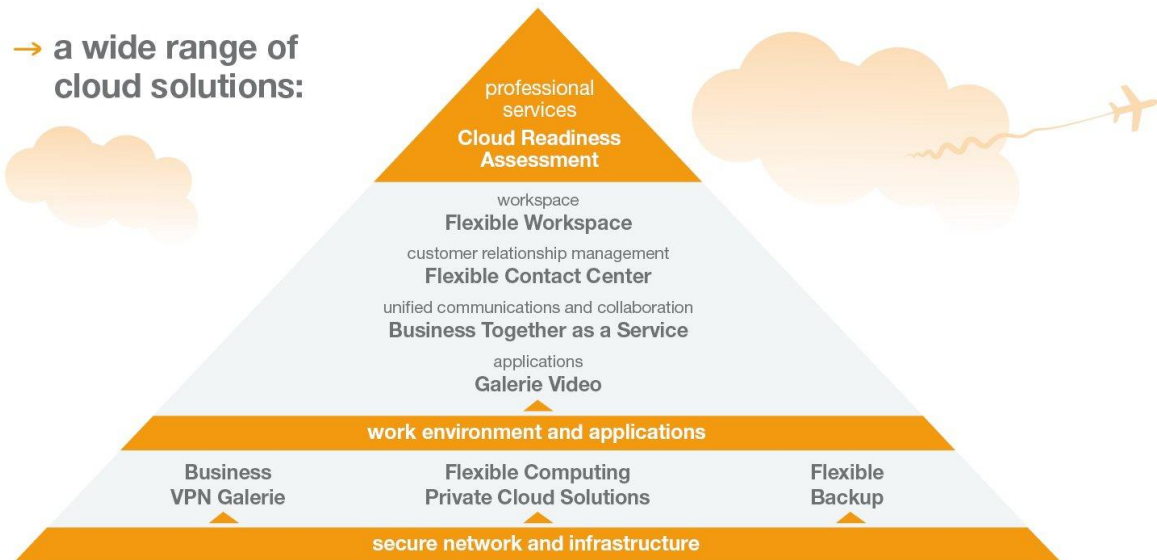 → a wide range of
cloud solutions:
professional
services
Cloud Readiness
Assessment
workspace
Flexible Workspace
customer relationship management
Flexible Contact Center
unified communications and collaboration
Business Together as a Service
applications
Galerie Video
work environment and applications
Business
VPN Galerie
Flexible Computing
Private Cloud Solutions
Flexible
Backup
secure network and infrastructure